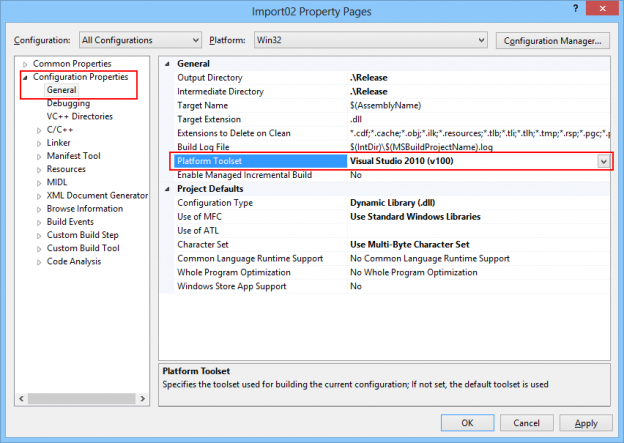 Import02 Property Pages
?
Configuration: All Configurations Platform: Win32 Configuration Manager...
Common Properties
Configuration Properties
General
Debugging
VC++ Directories
C/C++
Linker
Manifest Tool
Resources
MIDL
XML Document Generator
Browse Information
Build Events
Custom Build Step
Custom Build Tool
Code Analysis
General
Output Directory .\Release
Intermediate Directory .\Release
Target Name $(AssemblyName)
Target Extension .dll
Extensions to Delete on Clean *.cdf;*.cache;*.obj;*.ilk;*.resources;*.tlb;*.tli;*.tlh;*.tmp;*.rsp;*.pgc;*.p
Build Log File $(IntDir)\$(MSBuildProjectName).log
Platform Toolset Visual Studio 2010 (v100)
Enable Managed Incremental Build No
Project Defaults
Configuration Type Dynamic Library (.dll)
Use of MFC Use Standard Windows Libraries
Use of ATL
Character Set Use Multi-Byte Character Set
Common Language Runtime Support No Common Language Runtime Support
Whole Program Optimization No Whole Program Optimization
Windows Store App Support No
Platform Toolset
Specifies the toolset used for building the current configuration; If not set, the default toolset is used
OK Cancel Apply